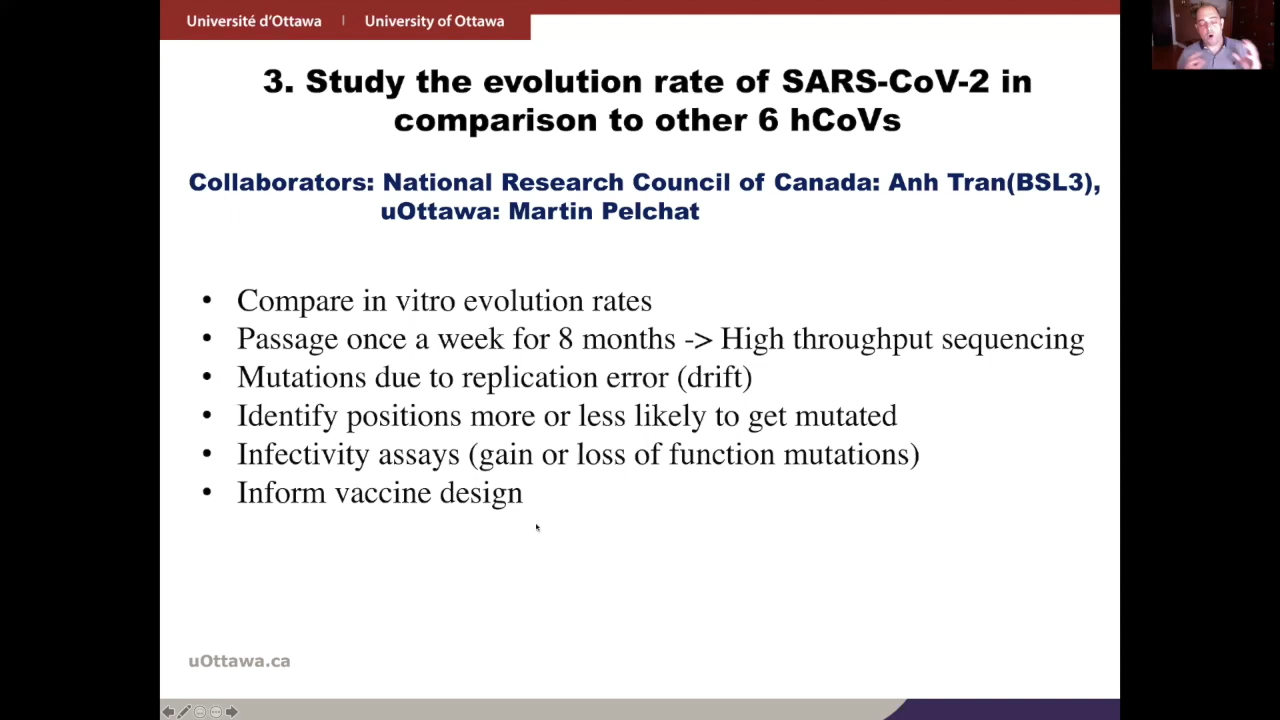 Université d'Ottawa | University of Ottawa
3. Study the evolution rate of SARS-CoV-2 in
comparison to other 6 hCoVs
Collaborators: National Research Council of Canada: Anh Tran(BSL3),
uOttawa: Martin Pelchat
• Compare in vitro evolution rates
• Passage once a week for 8 months -> High throughput sequencing
• Mutations due to replication error (drift)
• Identify positions more or less likely to get mutated
• Infectivity assays (gain or loss of function mutations)
• Inform vaccine design
uOttawa.ca